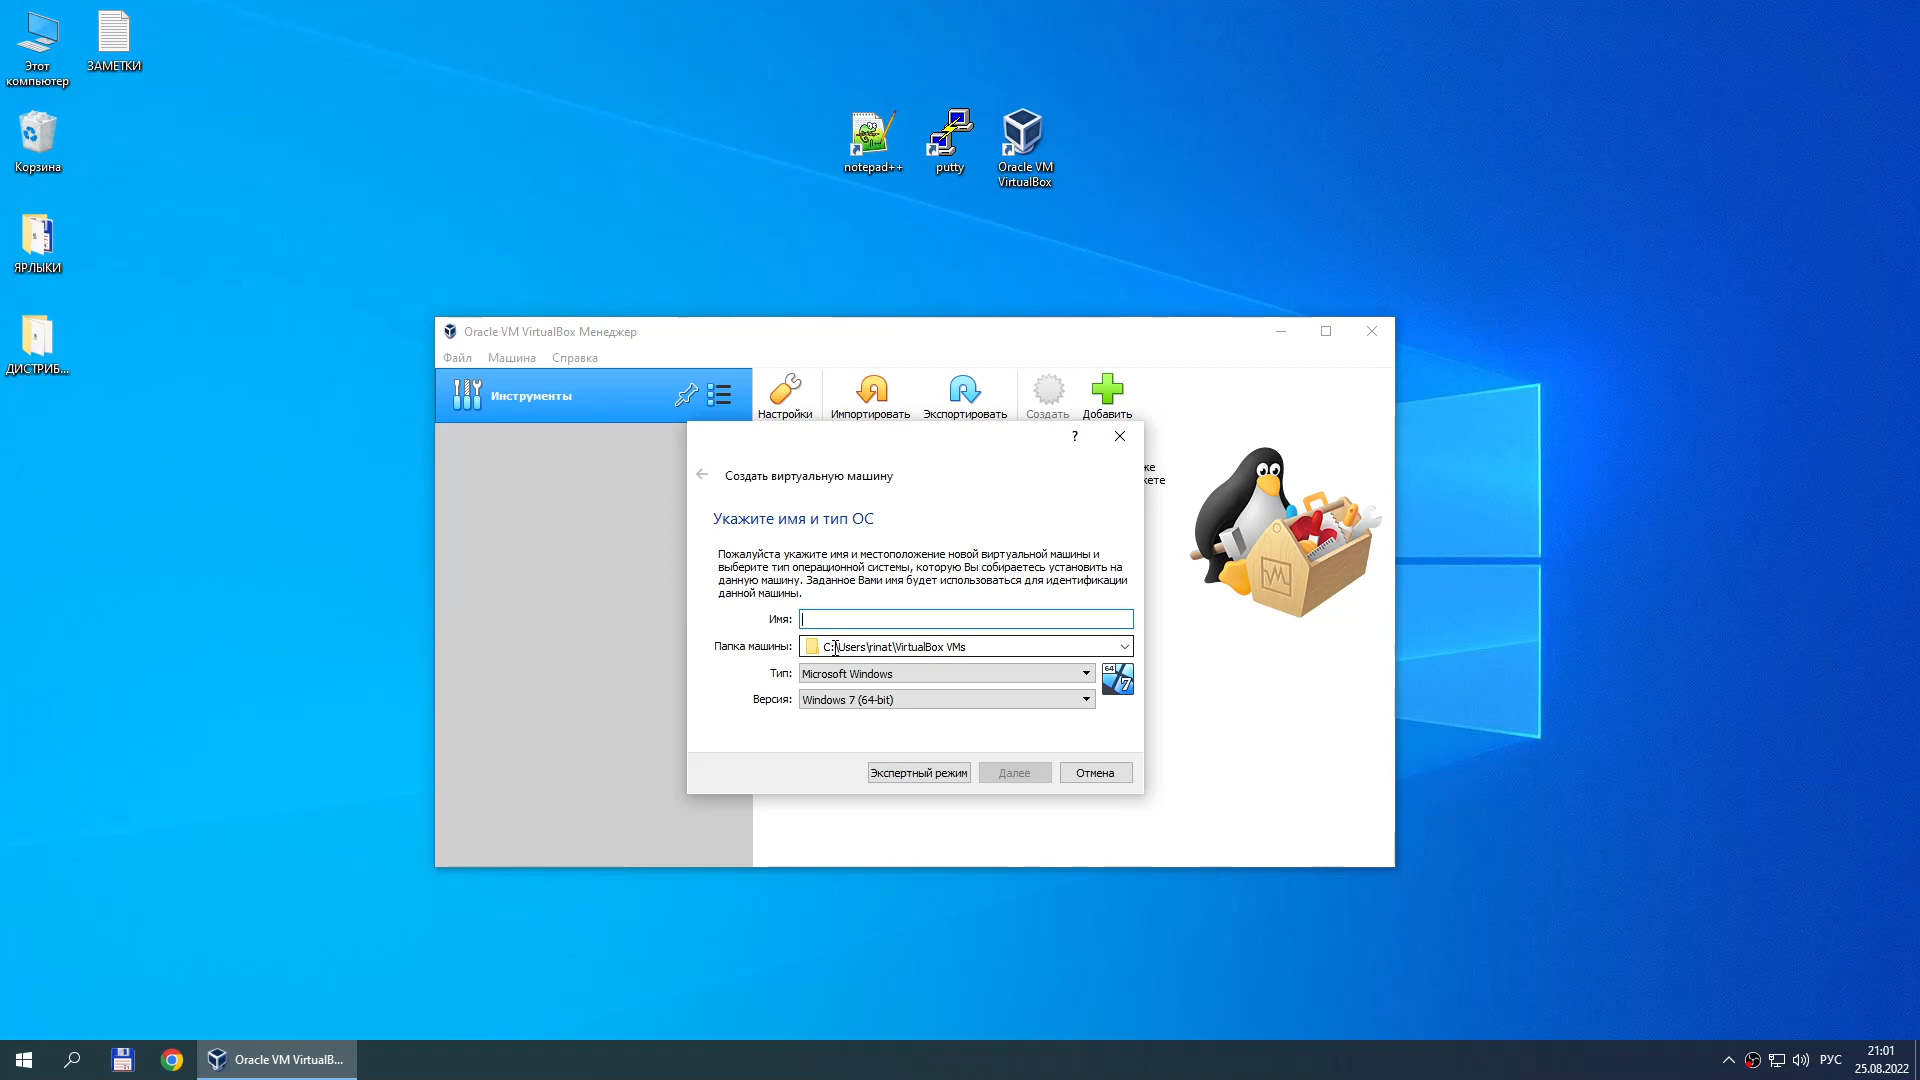 Этот
компьютер
ЗАМЕТКИ
Корзина
ЯРЛЫКИ
ДИСТРИБ...
notepad++
putty
Oracle VM
VirtualBox
Oracle VM VirtualBox Менеджер
Файл Машина Справка
Инструменты
Настройки Импортировать Экспортировать Создать Добавить
?
Создать виртуальную машину
Укажите имя и тип ОС
Пожалуйста укажите имя и местоположение новой виртуальной машины и
выберите тип операционной системы, которую Вы собираетесь установить на
данную машину. Заданное Вами имя будет использоваться для идентификации
данной машины.
Имя:
Папка машины: C:\Users\rinat\VirtualBox VMs
Тип: Microsoft Windows
64
7
Версия: Windows 7 (64-bit)
Экспертный режим Далее Отмена
Oracle VM VirtualB...
РУС
21:01
25.08.2022